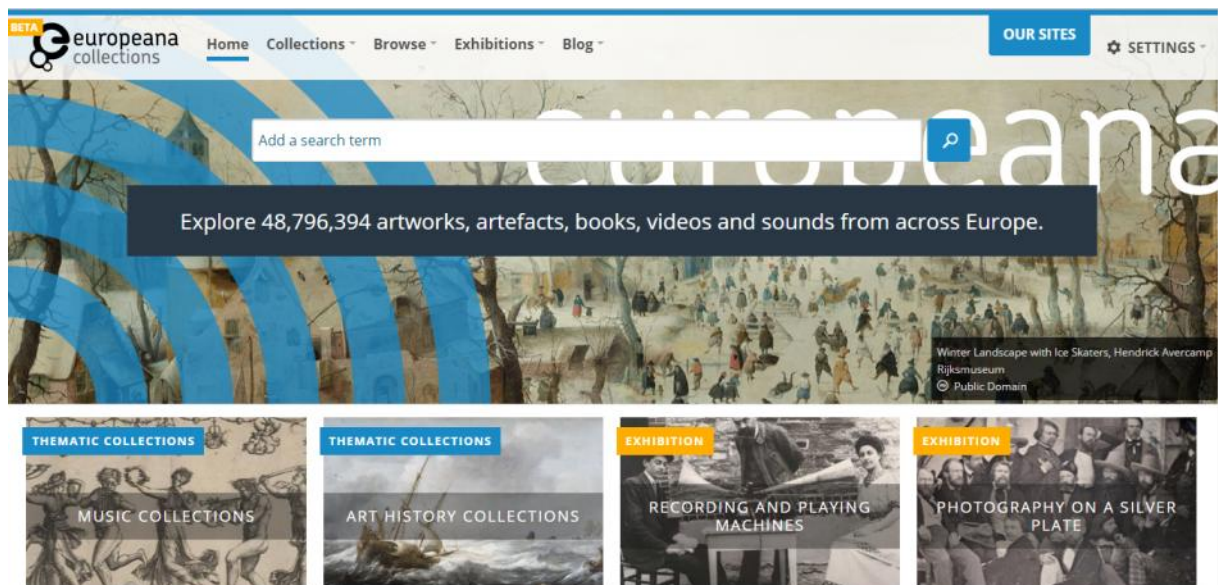 BETA
europeana
collections
Home Collections Browse Exhibitions Blog
OUR SITES
SETTINGS
europeana
Add a search term
Explore 48,796,394 artworks, artefacts, books, videos and sounds from across Europe.
Winter Landscape with Ice Skaters, Hendrick Avercamp
Rijksmuseum
Public Domain
THEMATIC COLLECTIONS
MUSIC COLLECTIONS
THEMATIC COLLECTIONS
ART HISTORY COLLECTIONS
EXHIBITION
RECORDING AND PLAYING
MACHINES
EXHIBITION
PHOTOGRAPHY ON A SILVER
PLATE